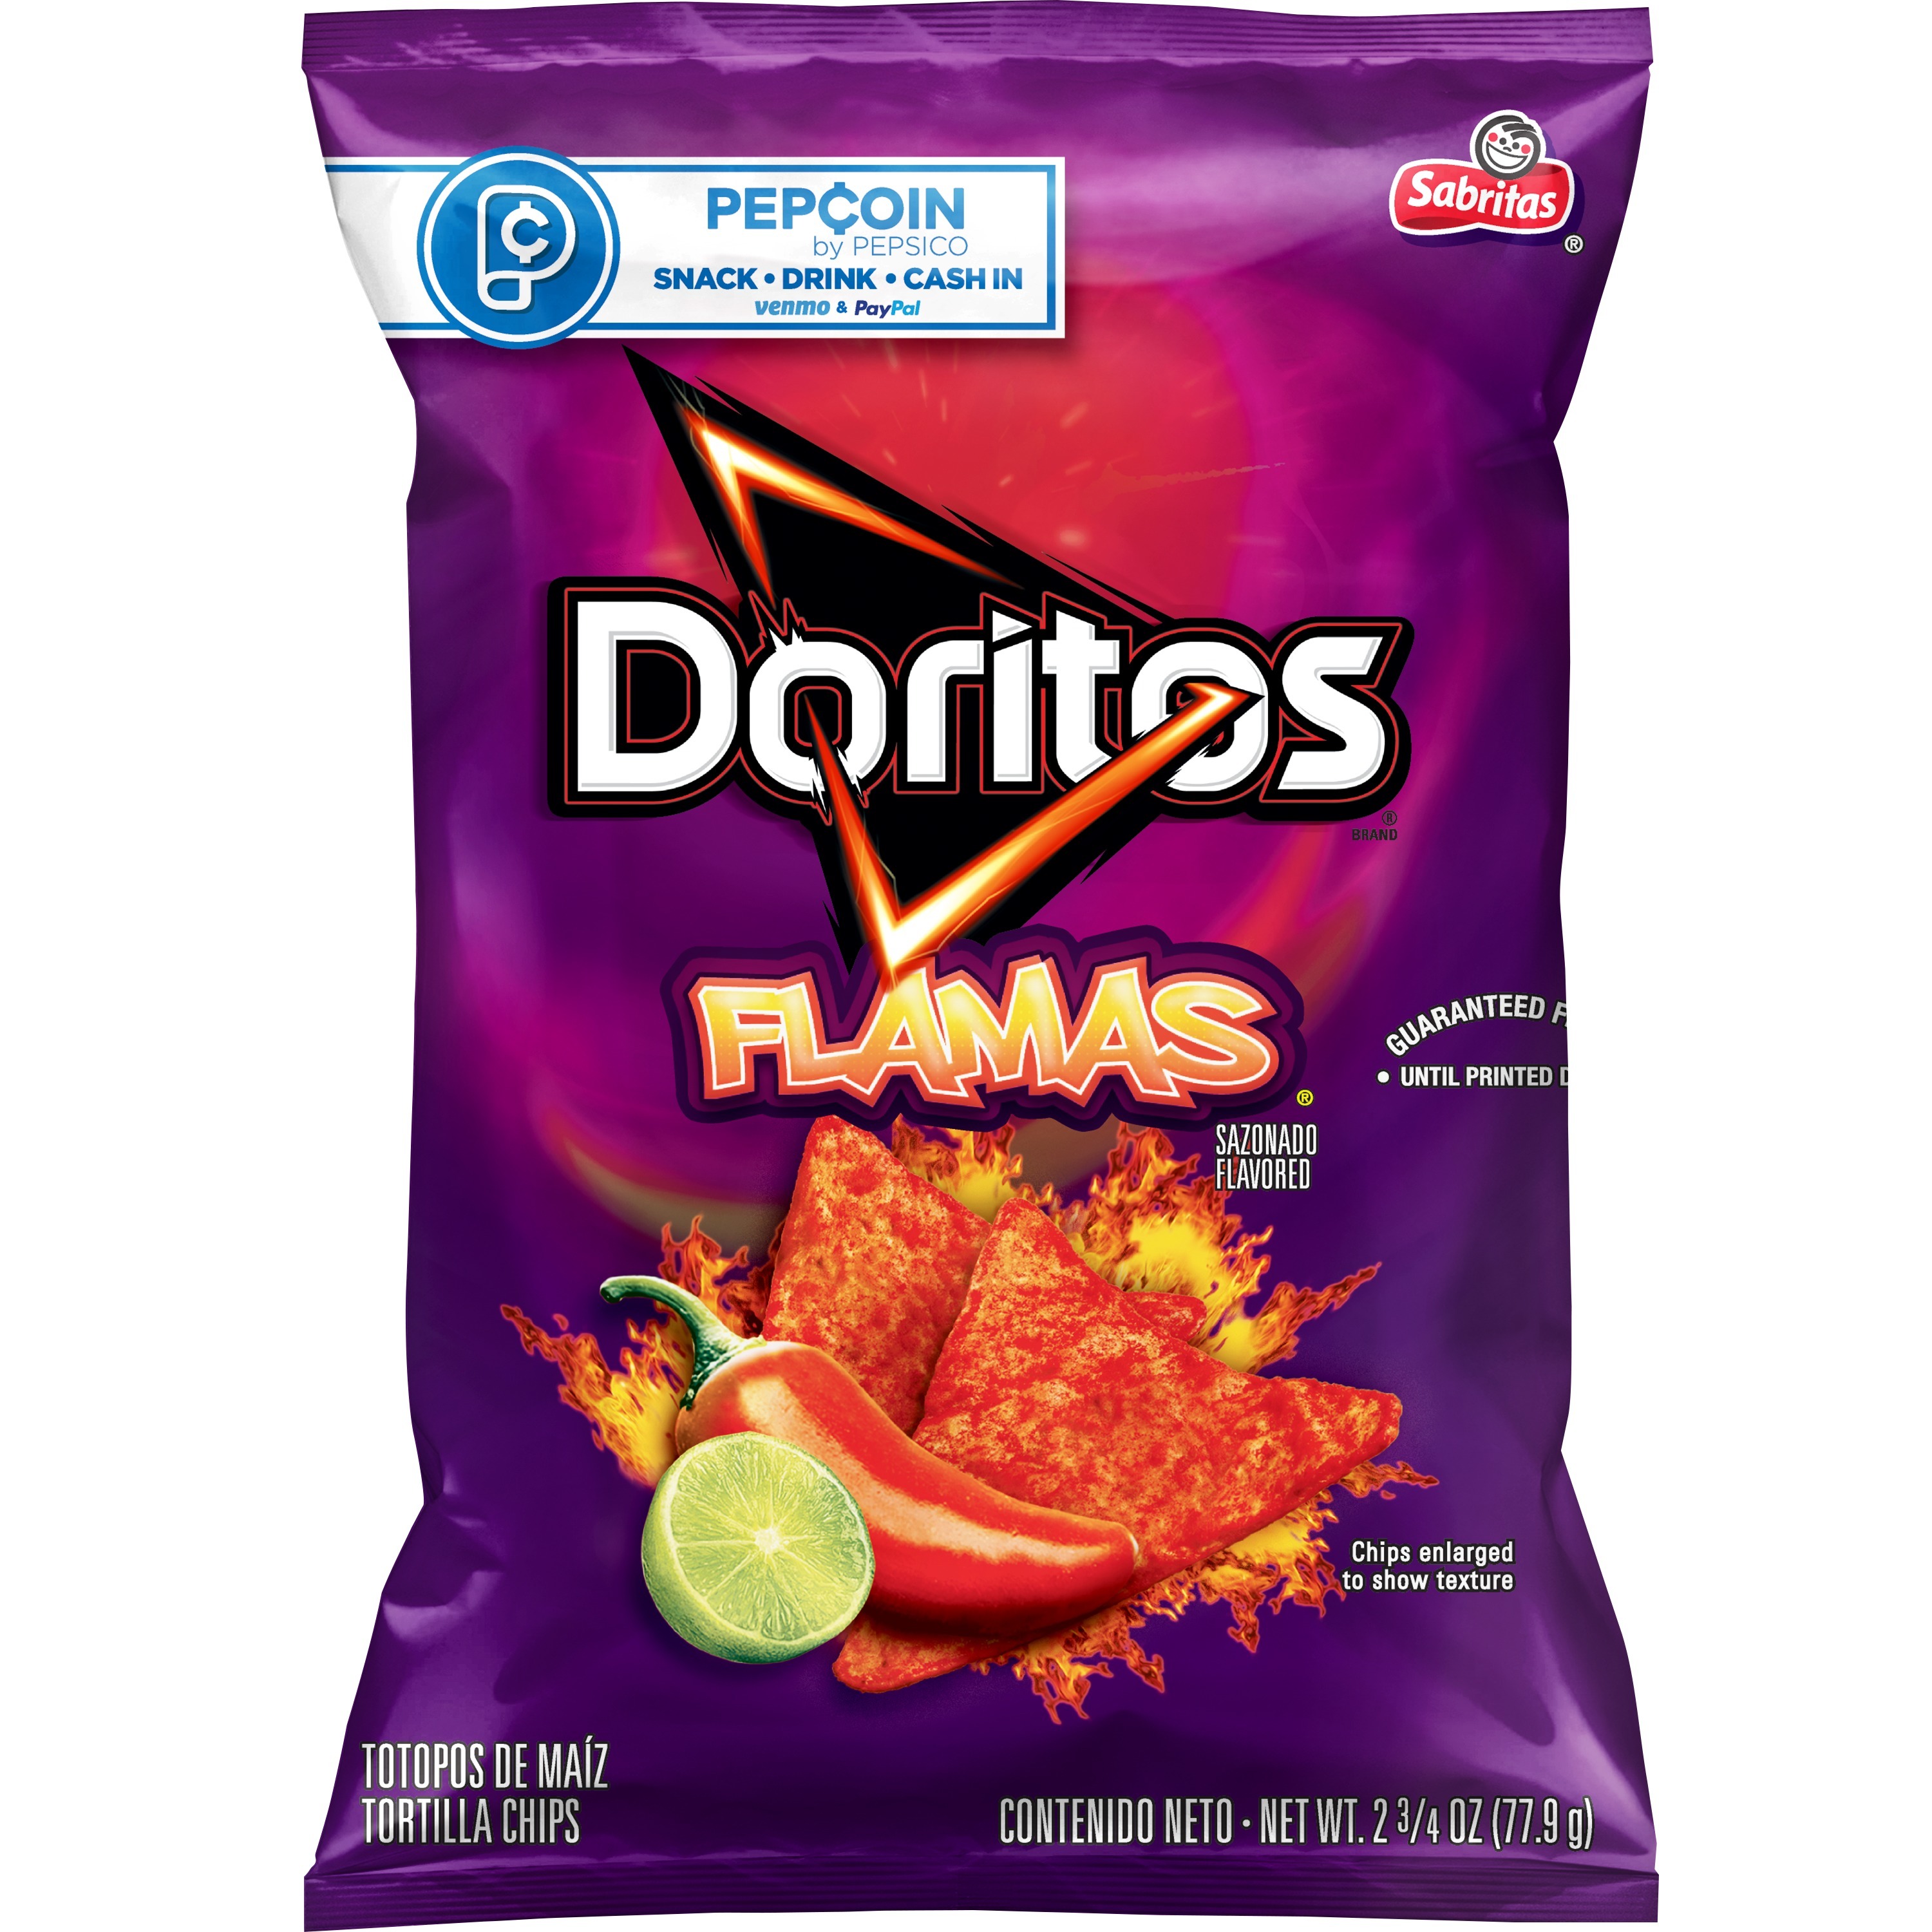 PEPCOIN
by PEPSICO
SNACK • DRINK • CASH IN
venmo & PayPal
Sabritas
®
Doritos
®
BRAND
FLAMAS
®
SAZONADO
FLAVORED
GUARANTEED
• UNTIL PRINTED
Chips enlarged
to show texture
TOTOPOS DE MAÍZ
TORTILLA CHIPS
CONTENIDO NETO • NET WT. 2 3/4 OZ (77.9 g)